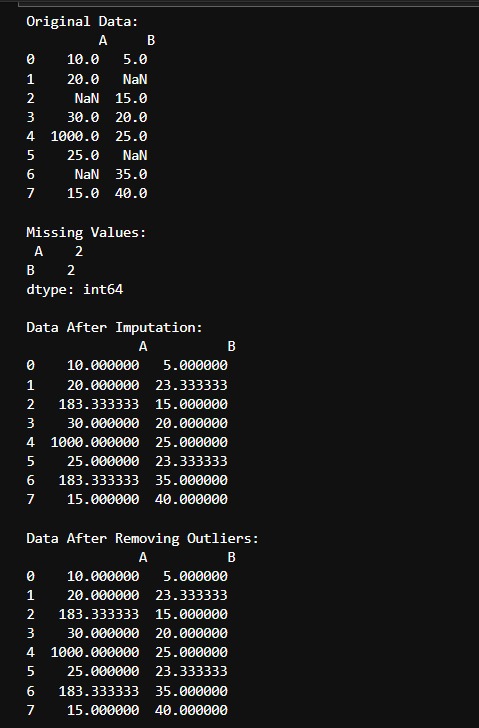 Original Data:
        A     B
0    10.0   5.0
1    20.0   NaN
2     NaN  15.0
3    30.0  20.0
4  1000.0  25.0
5    25.0   NaN
6     NaN  35.0
7    15.0  40.0

Missing Values:
 A    2
B    2
dtype: int64

Data After Imputation:
             A          B
0    10.000000   5.000000
1    20.000000  23.333333
2   183.333333  15.000000
3    30.000000  20.000000
4  1000.000000  25.000000
5    25.000000  23.333333
6   183.333333  35.000000
7    15.000000  40.000000

Data After Removing Outliers:
             A          B
0    10.000000   5.000000
1    20.000000  23.333333
2   183.333333  15.000000
3    30.000000  20.000000
4  1000.000000  25.000000
5    25.000000  23.333333
6   183.333333  35.000000
7    15.000000  40.000000